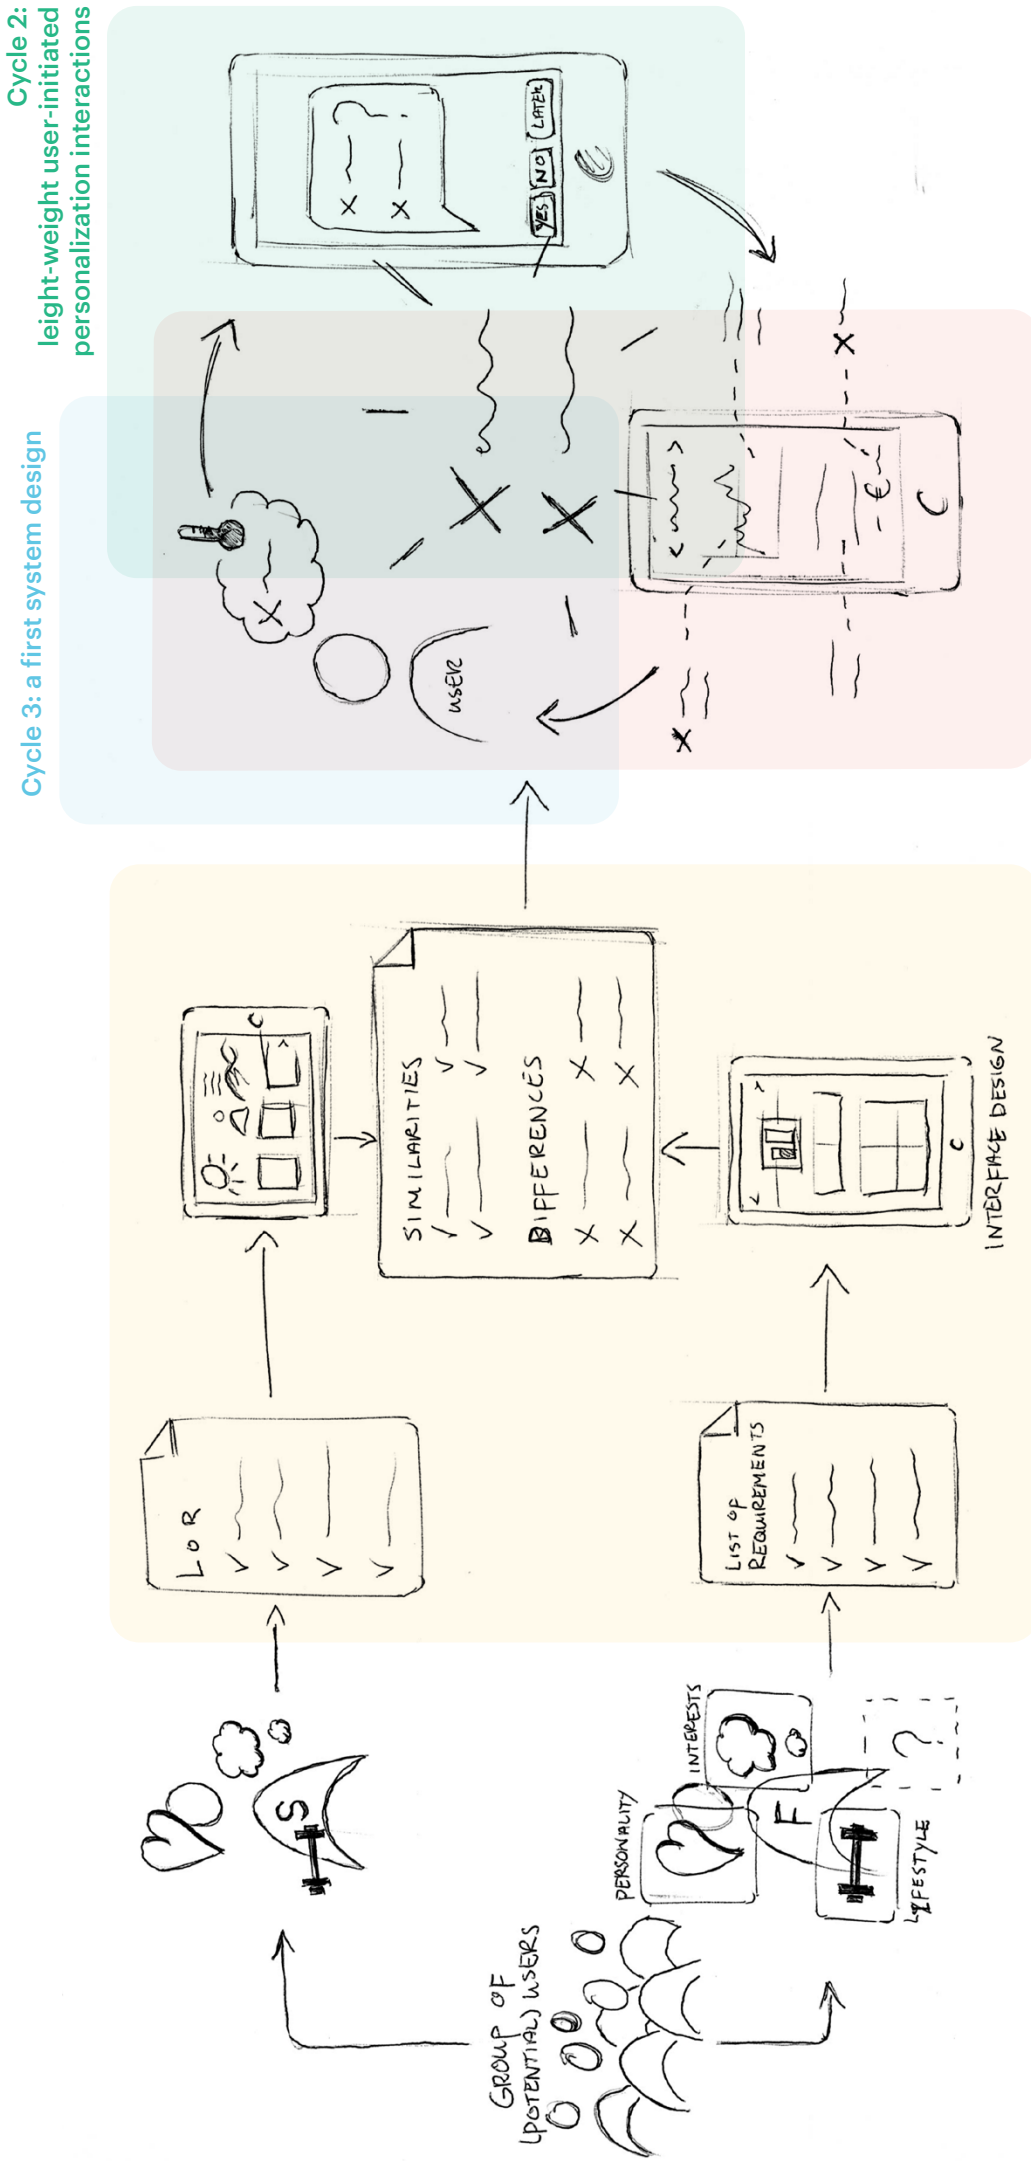 Cycle 2:
leight-weight user-initiated
personalization interactions
Cycle 3: a first system design
GROUP OF
(POTENTIAL) USERS
S
PERSONALITY
INTERESTS
F
LIFESTYLE
?
LOR
LIST OF
REQUIREMENTS
SIMILARITIES
DIFFERENCES
INTERFACE DESIGN
USER
?
YES
NO
LATER
€